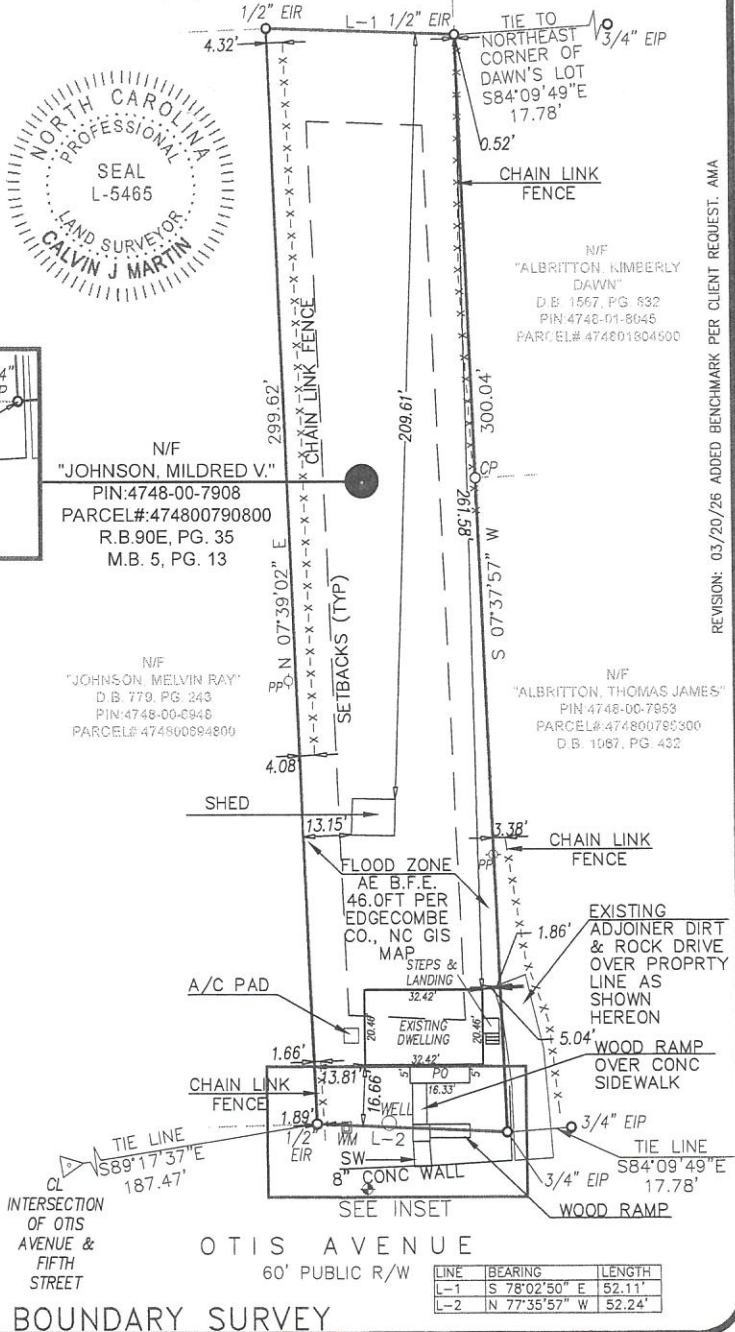 1/2" EIR
L-1
1/2" EIR
TIE TO
NORTHEAST
CORNER OF
DAWN'S LOT
S84°09'49"E
17.78'
3/4" EIP
4.32'
0.52'
NORTH CAROLINA
PROFESSIONAL
SEAL
L-5465
LAND SURVEYOR
CALVIN J MARTIN
CHAIN LINK
FENCE
N/F
"ALBRITTON, KIMBERLY
DAWN"
D.B. 1567, PG. 832
PIN:4748-01-8045
PARCEL# 474801804500
REVISION: 03/20/26 ADDED BENCHMARK PER CLIENT REQUEST. AMA
CHAIN LINK FENCE
299.62'
209.61'
300.04'
4"
N/F
"JOHNSON, MILDRED V."
PIN:4748-00-7908
PARCEL#:474800790800
R.B.90E, PG. 35
M.B. 5, PG. 13
CP
261.58'
N 07°39'02" E
S 07°37'57" W
SETBACKS (TYP)
N/F
"JOHNSON, MELVIN RAY"
D.B. 779, PG. 243
PIN:4748-00-6948
PARCEL# 474800694800
PP
N/F
"ALBRITTON, THOMAS JAMES"
PIN:4748-00-7953
PARCEL#:474800795300
D.B. 1087, PG. 432
4.08'
SHED
13.15'
3.38'
PP
CHAIN LINK
FENCE
FLOOD ZONE
AE B.F.E.
46.0FT PER
EDGECOMBE
CO., NC GIS
MAP
1.86'
EXISTING
ADJOINER DIRT
& ROCK DRIVE
OVER PROPRTY
LINE AS
SHOWN
HEREON
STEPS &
LANDING
A/C PAD
32.42'
20.46'
EXISTING
DWELLING
20.46'
32.42'
5.04'
WOOD RAMP
OVER CONC
SIDEWALK
1.66'
13.81'
5'
PO
5'
16.33'
16.66'
CHAIN LINK
FENCE
1.89'
1/2"
EIR
WELL
WM
L-2
3/4" EIP
SW
8" CONC WALL
3/4" EIP
TIE LINE
S84°09'49"E
17.78'
TIE LINE
S89°17'37"E
187.47'
CL
INTERSECTION
OF OTIS
AVENUE &
FIFTH
STREET
WOOD RAMP
SEE INSET
OTIS AVENUE
60' PUBLIC R/W
LINE BEARING LENGTH
L-1 S 78°02'50" E 52.11'
L-2 N 77°35'57" W 52.24'
BOUNDARY SURVEY